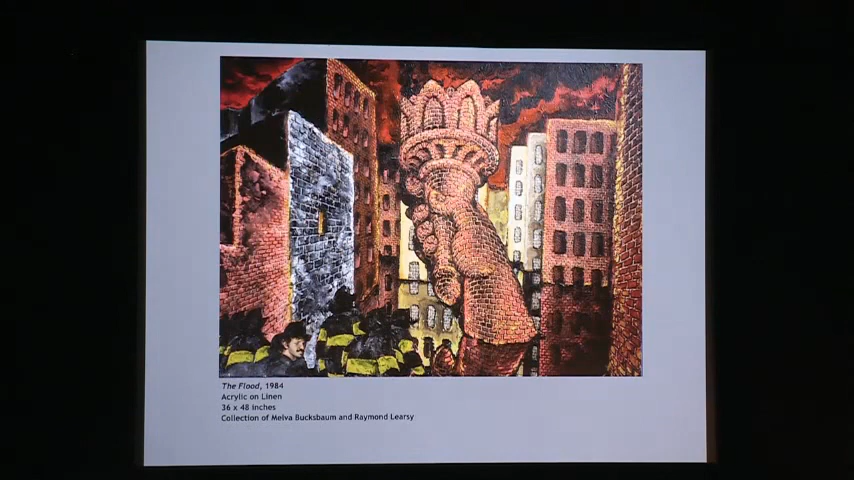 The Flood, 1984
Acrylic on Linen
36 x 48 inches
Collection of Melva Bucksbaum and Raymond Learsy